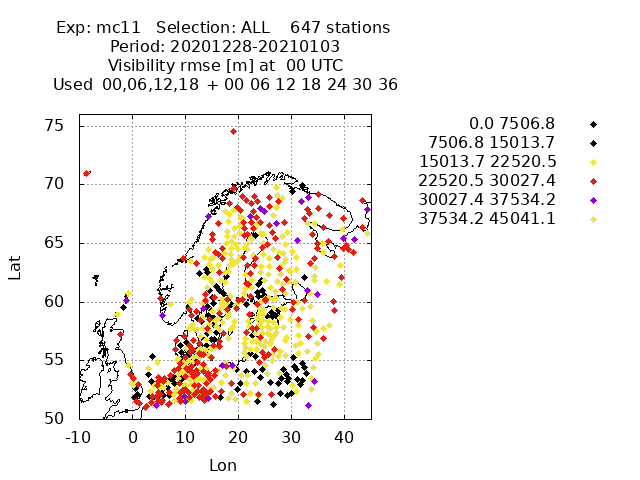 Exp: mc11   Selection: ALL    647 stations
Period: 20201228-20210103
Visibility rmse [m] at  00 UTC
Used  00,06,12,18  + 00 06 12 18 24 30 36
0.0 7506.8
7506.8 15013.7
15013.7 22520.5
22520.5 30027.4
30027.4 37534.2
37534.2 45041.1
75
70
65
60
55
50
Lat
-10 0 10 20 30 40
Lon